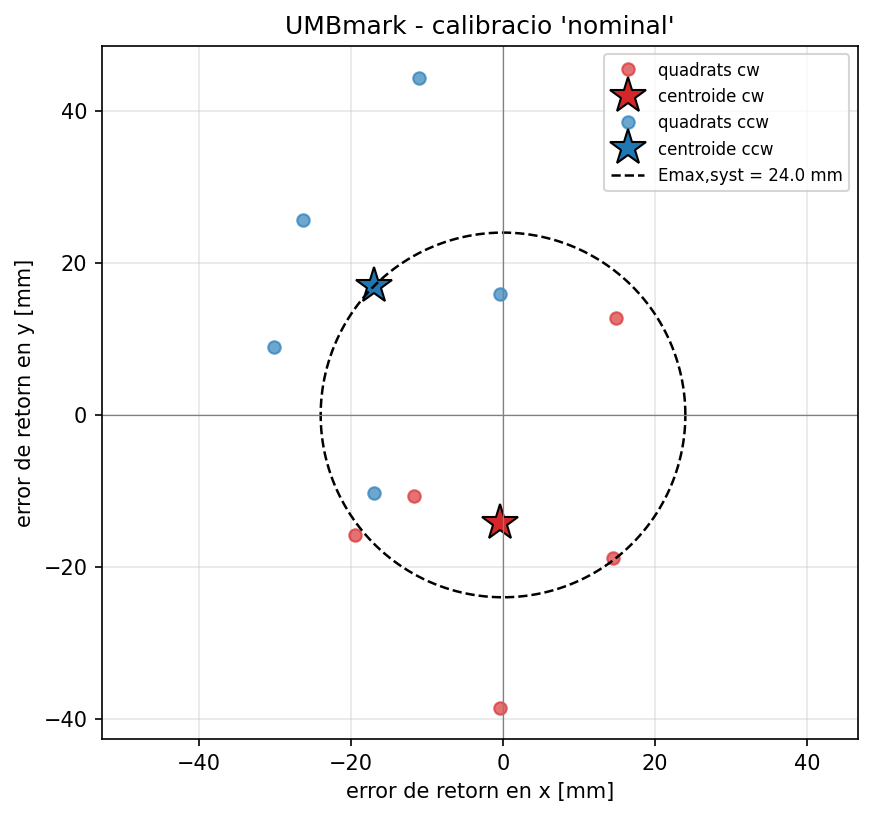 UMBmark - calibracio 'nominal'
quadrats cw
centroide cw
quadrats ccw
centroide ccw
Emax,syst = 24.0 mm
error de retorn en y [mm]
40
20
0
−20
−40
−40 −20 0 20 40
error de retorn en x [mm]